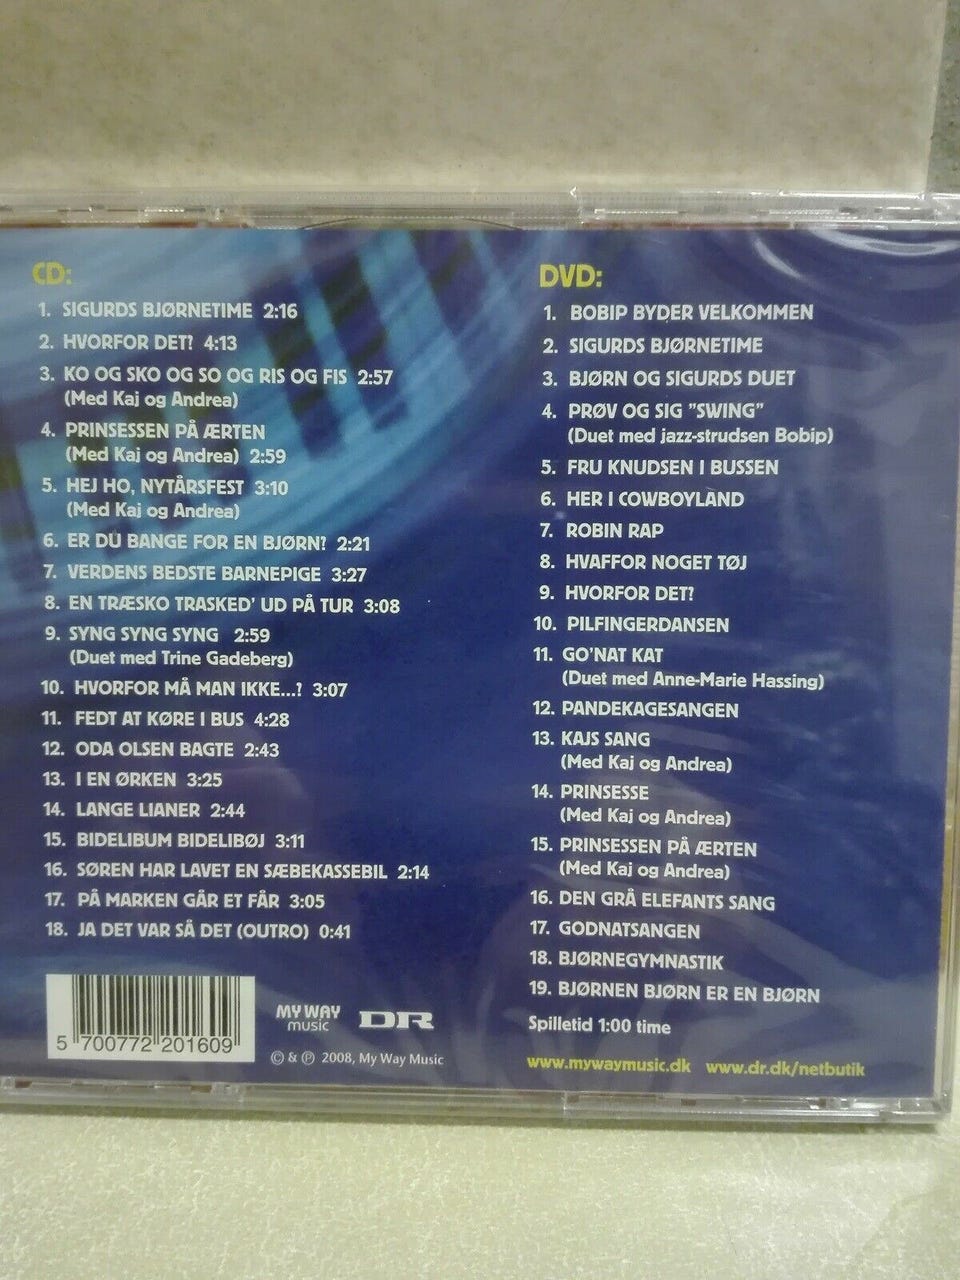 CD:
1. SIGURDS BJØRNETIME 2:16
2. HVORFOR DET? 4:13
3. KO OG SKO OG SO OG RIS OG FIS 2:57
(Med Kaj og Andrea)
4. PRINSESSEN PÅ ÆRTEN
(Med Kaj og Andrea) 2:59
5. HEJ HO, NYTÅRSFEST 3:10
(Med Kaj og Andrea)
6. ER DU BANGE FOR EN BJØRN? 2:21
7. VERDENS BEDSTE BARNEPIGE 3:27
8. EN TRÆSKO TRASKED' UD PÅ TUR 3:08
9. SYNG SYNG SYNG 2:59
(Duet med Trine Gadeberg)
10. HVORFOR MÅ MAN IKKE...? 3:07
11. FEDT AT KØRE I BUS 4:28
12. ODA OLSEN BAGTE 2:43
13. I EN ØRKEN 3:25
14. LANGE LIANER 2:44
15. BIDELIBUM BIDELIBØJ 3:11
16. SØREN HAR LAVET EN SÆBEKASSEBIL 2:14
17. PÅ MARKEN GÅR ET FÅR 3:05
18. JA DET VAR SÅ DET (OUTRO) 0:41
5 700772 201609
MY WAY
music
DR
© & ℗ 2008, My Way Music
DVD:
1. BOBIP BYDER VELKOMMEN
2. SIGURDS BJØRNETIME
3. BJØRN OG SIGURDS DUET
4. PRØV OG SIG "SWING"
(Duet med jazz-strudsen Bobip)
5. FRU KNUDSEN I BUSSEN
6. HER I COWBOYLAND
7. ROBIN RAP
8. HVAFFOR NOGET TØJ
9. HVORFOR DET?
10. PILFINGERDANSEN
11. GO'NAT KAT
(Duet med Anne-Marie Hassing)
12. PANDEKAGESANGEN
13. KAJS SANG
(Med Kaj og Andrea)
14. PRINSESSE
(Med Kaj og Andrea)
15. PRINSESSEN PÅ ÆRTEN
(Med Kaj og Andrea)
16. DEN GRÅ ELEFANTS SANG
17. GODNATSANGEN
18. BJØRNEGYMNASTIK
19. BJØRNEN BJØRN ER EN BJØRN
Spilletid 1:00 time
www.mywaymusic.dk www.dr.dk/netbutik